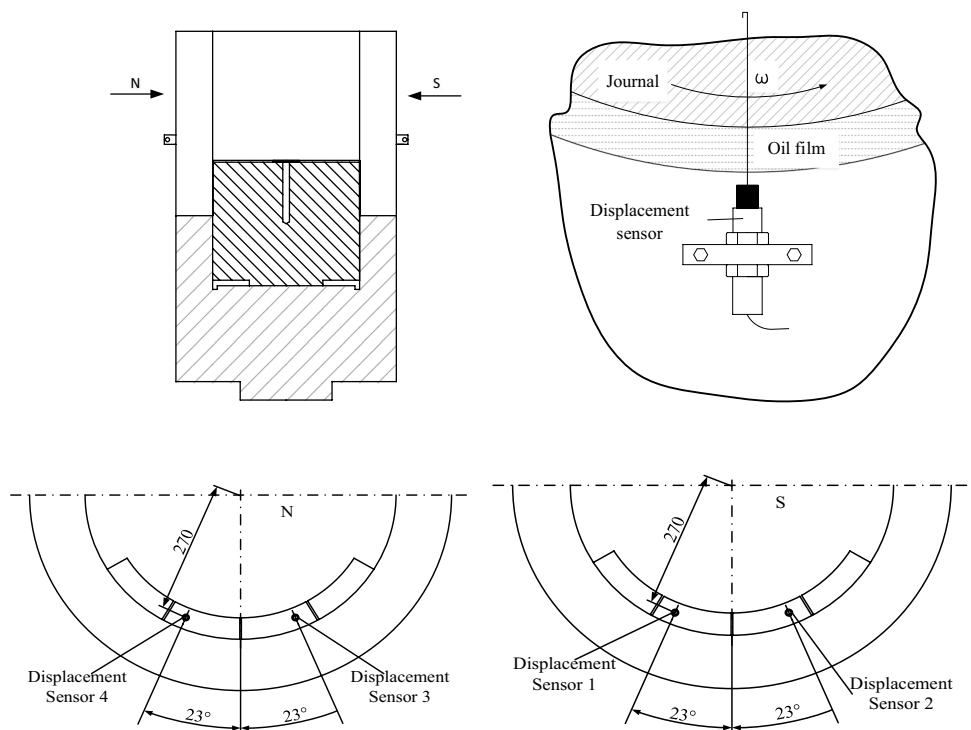 N
S
Journal
ω
Oil film
Displacement
sensor
N
270
Displacement
Sensor 4
Displacement
Sensor 3
23°
23°
S
270
Displacement
Sensor 1
Displacement
Sensor 2
23°
23°